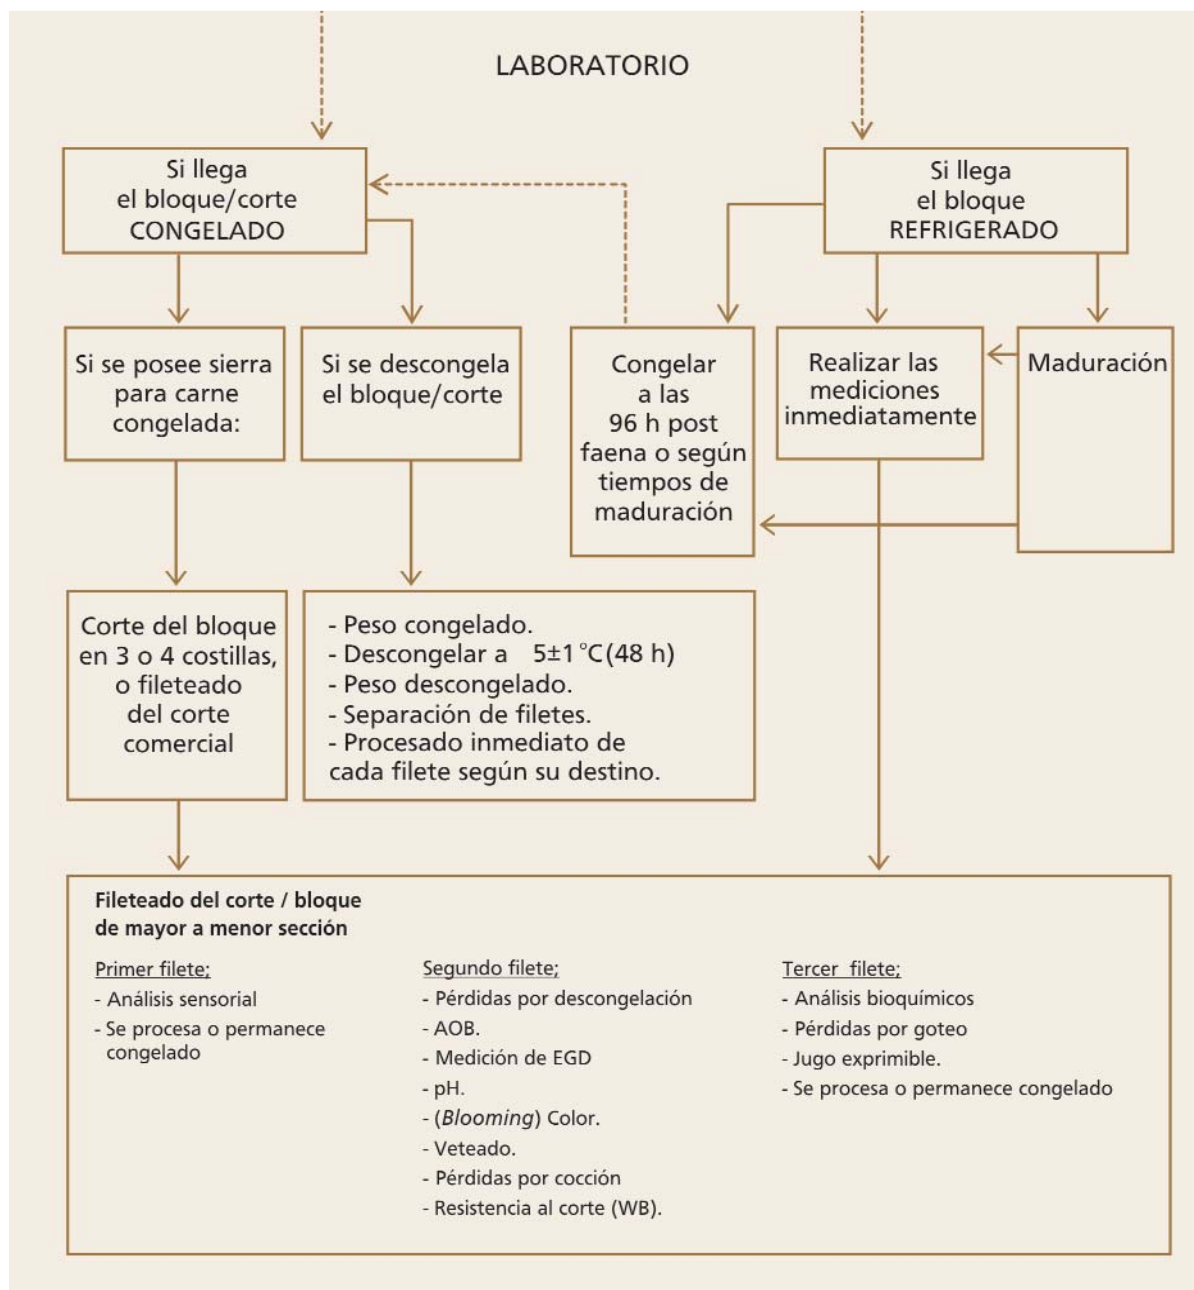 LABORATORIO
Si llega
el bloque/corte
CONGELADO
Si llega
el bloque
REFRIGERADO
Si se posee sierra
para carne
congelada:
Si se descongela
el bloque/corte
Congelar
a las
96 h post
faena o según
tiempos de
maduración
Realizar las
mediciones
inmediatamente
Maduración
Corte del bloque
en 3 o 4 costillas,
o fileteado
del corte
comercial
- Peso congelado.
- Descongelar a 5±1°C(48 h)
- Peso descongelado.
- Separación de filetes.
- Procesado inmediato de
cada filete según su destino.
Fileteado del corte / bloque
de mayor a menor sección
Primer filete;
- Análisis sensorial
- Se procesa o permanece
congelado
Segundo filete;
- Pérdidas por descongelación
- AOB.
- Medición de EGD
- pH.
- (Blooming) Color.
- Veteado.
- Pérdidas por cocción
- Resistencia al corte (WB).
Tercer filete;
- Análisis bioquímicos
- Pérdidas por goteo
- Jugo exprimible.
- Se procesa o permanece congelado